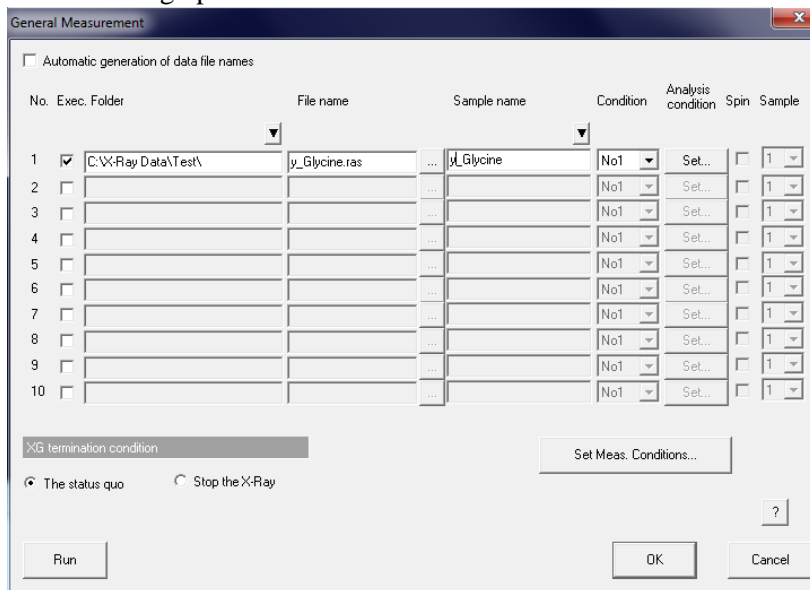 General Measurement
Automatic generation of data file names
No. Exec. Folder File name Sample name Condition Analysis condition Spin Sample
1 C:\X-Ray Data\Test\ y_Glycine.ras ... y_Glycine No1 Set... 1
2 ... No1 Set... 1
3 ... No1 Set... 1
4 ... No1 Set... 1
5 ... No1 Set... 1
6 ... No1 Set... 1
7 ... No1 Set... 1
8 ... No1 Set... 1
9 ... No1 Set... 1
10 ... No1 Set... 1
XG termination condition
Set Meas. Conditions...
The status quo Stop the X-Ray
?
Run OK Cancel